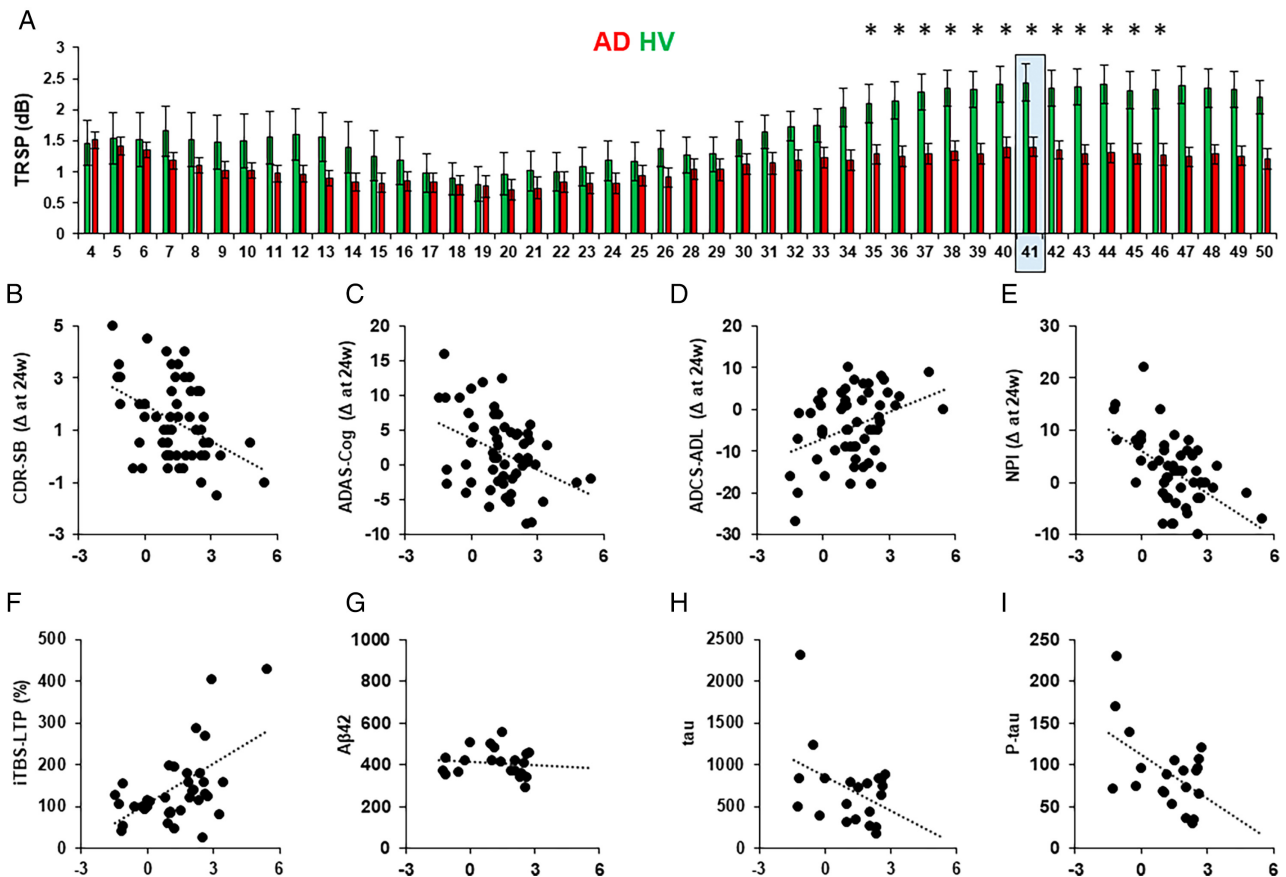 A
AD HV
* * * * * * * * * * * *
TRSP (dB)
3
2.5
2
1.5
1
0.5
0
4 5 6 7 8 9 10 11 12 13 14 15 16 17 18 19 20 21 22 23 24 25 26 28 29 30 31 32 33 34 35 36 37 38 39 40 41 42 43 44 45 46 47 48 49 50
B
CDR-SB (Δ at 24w)
5
3
1
-1
-3
-3 0 3 6
C
ADAS-Cog (Δ at 24w)
20
15
10
5
0
-5
-10
-3 0 3 6
D
ADCS-ADL (Δ at 24w)
20
10
0
-10
-20
-30
-3 0 3 6
E
NPI (Δ at 24w)
30
20
10
0
-10
-3 0 3 6
F
iTBS-LTP (%)
500
400
300
200
100
0
-3 0 3 6
G
Aβ42
1000
800
600
400
200
0
-3 0 3 6
H
tau
2500
2000
1500
1000
500
0
-3 0 3 6
I
P-tau
250
200
150
100
50
0
-3 0 3 6